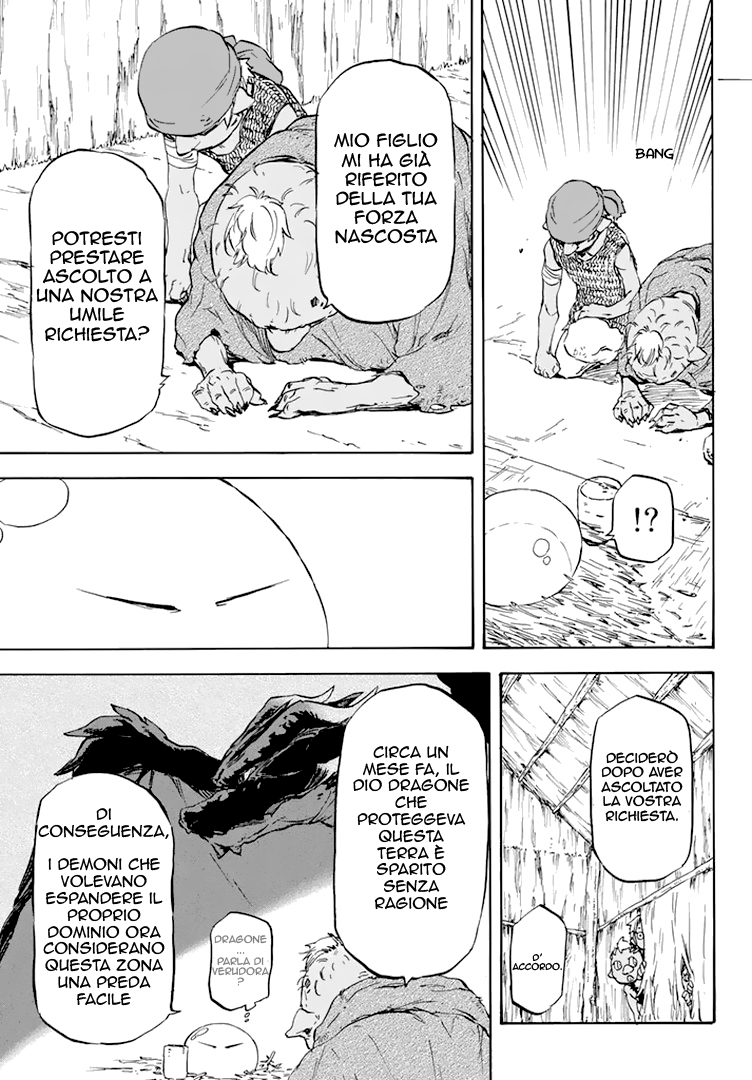 BANG
!?
MIO FIGLIO
MI HA GIÀ
RIFERITO
DELLA TUA
FORZA
NASCOSTA
POTRESTI
PRESTARE
ASCOLTO A
UNA NOSTRA
UMILE
RICHIESTA?
DECIDERÒ
DOPO AVER
ASCOLTATO
LA VOSTRA
RICHIESTA.
D'
ACCORDO.
CIRCA UN
MESE FA, IL
DIO DRAGONE
CHE
PROTEGGEVA
QUESTA
TERRA È
SPARITO
SENZA
RAGIONE
DRAGONE
...
PARLA DI
VERUDORA
?
DI
CONSEGUENZA,
I DEMONI CHE
VOLEVANO
ESPANDERE IL
PROPRIO
DOMINIO ORA
CONSIDERANO
QUESTA ZONA
UNA PREDA
FACILE